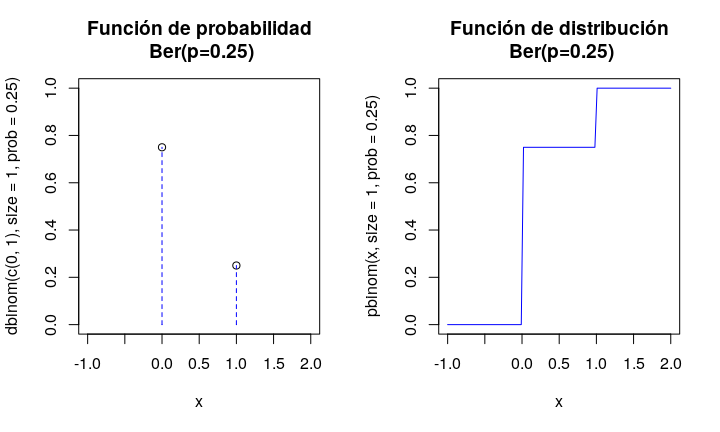 Función de probabilidad
Ber(p=0.25)
dbinom(c(0, 1), size = 1, prob = 0.25)
1.0
0.8
0.6
0.4
0.2
0.0
-1.0 0.0 0.5 1.0 1.5 2.0
x
Función de distribución
Ber(p=0.25)
pbinom(x, size = 1, prob = 0.25)
1.0
0.8
0.6
0.4
0.2
0.0
-1.0 0.0 0.5 1.0 1.5 2.0
x